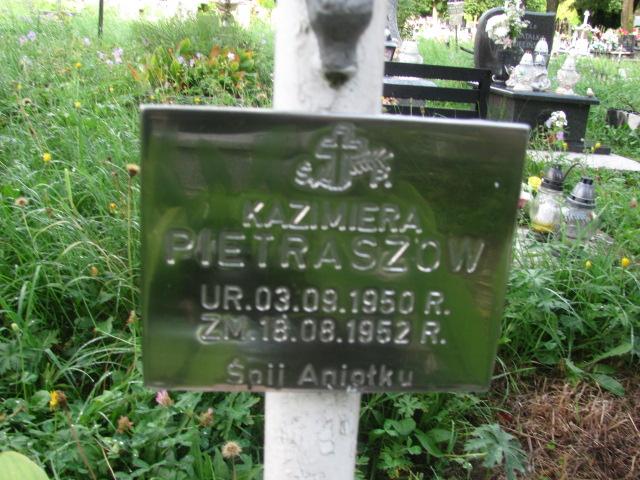 Ś P
KAZIMIERA
PIETRASZÓW
UR.03.09.1950 R.
ZM.18.08.1952 R.
Śpij Aniołku